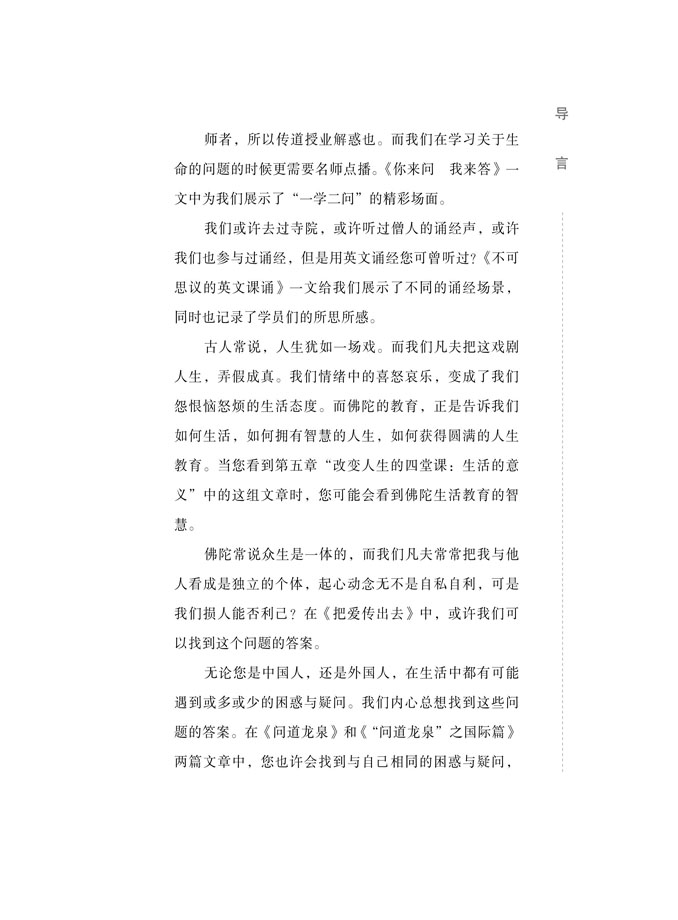 导言
师者，所以传道授业解惑也。而我们在学习关于生
命的问题的时候更需要名师点播。《你来问　我来答》一
文中为我们展示了“一学二问”的精彩场面。
我们或许去过寺院，或许听过僧人的诵经声，或许
我们也参与过诵经，但是用英文诵经您可曾听过?《不可
思议的英文课诵》一文给我们展示了不同的诵经场景，
同时也记录了学员们的所思所感。
古人常说，人生犹如一场戏。而我们凡夫把这戏剧
人生，弄假成真。我们情绪中的喜怒哀乐，变成了我们
怨恨恼怒烦的生活态度。而佛陀的教育，正是告诉我们
如何生活，如何拥有智慧的人生，如何获得圆满的人生
教育。当您看到第五章“改变人生的四堂课：生活的意
义”中的这组文章时，您可能会看到佛陀生活教育的智
慧。
佛陀常说众生是一体的，而我们凡夫常常把我与他
人看成是独立的个体，起心动念无不是自私自利，可是
我们损人能否利己？在《把爱传出去》中，或许我们可
以找到这个问题的答案。
无论您是中国人，还是外国人，在生活中都有可能
遇到或多或少的困惑与疑问。我们内心总想找到这些问
题的答案。在《问道龙泉》和《“问道龙泉”之国际篇》
两篇文章中，您也许会找到与自己相同的困惑与疑问，